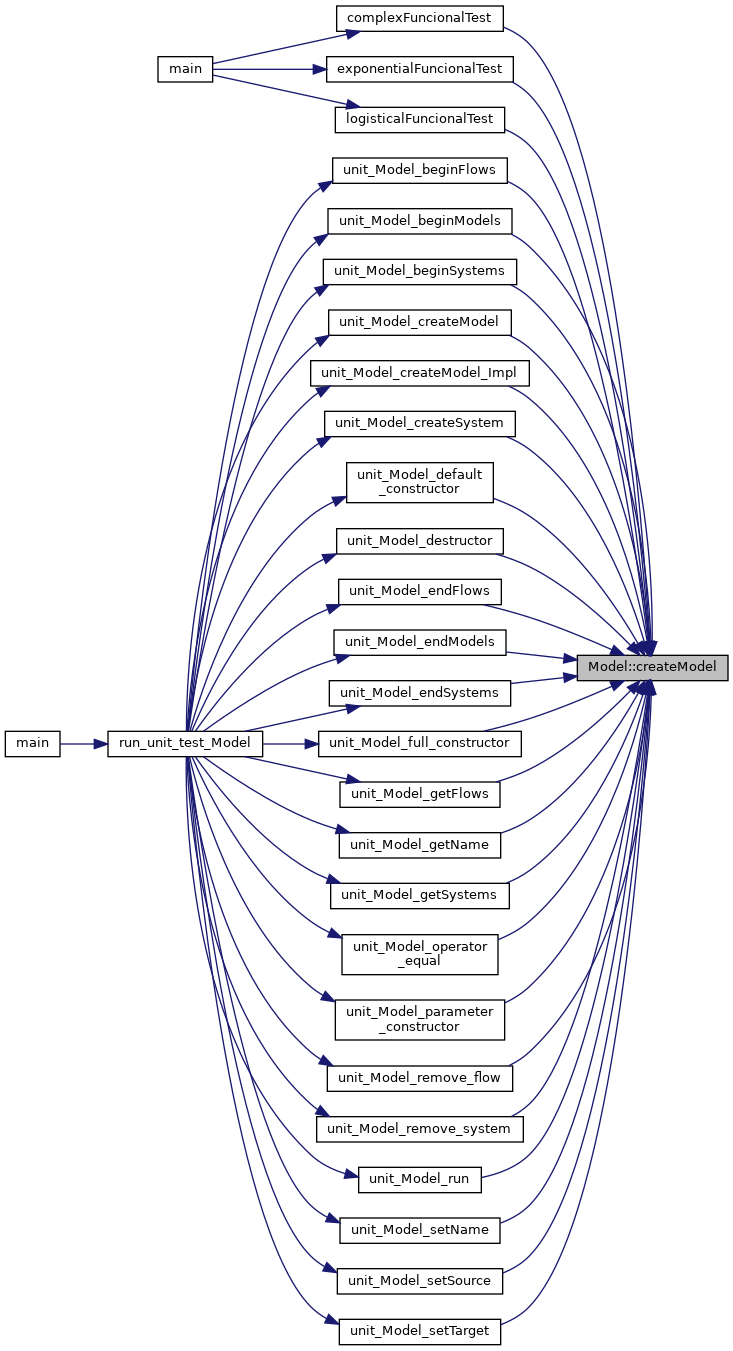 complexFuncionalTest
main
exponentialFuncionalTest
logisticalFuncionalTest
unit_Model_beginFlows
unit_Model_beginModels
unit_Model_beginSystems
unit_Model_createModel
unit_Model_createModel_Impl
unit_Model_createSystem
unit_Model_default
_constructor
unit_Model_destructor
unit_Model_endFlows
unit_Model_endModels
Model::createModel
unit_Model_endSystems
main
run_unit_test_Model
unit_Model_full_constructor
unit_Model_getFlows
unit_Model_getName
unit_Model_getSystems
unit_Model_operator
_equal
unit_Model_parameter
_constructor
unit_Model_remove_flow
unit_Model_remove_system
unit_Model_run
unit_Model_setName
unit_Model_setSource
unit_Model_setTarget